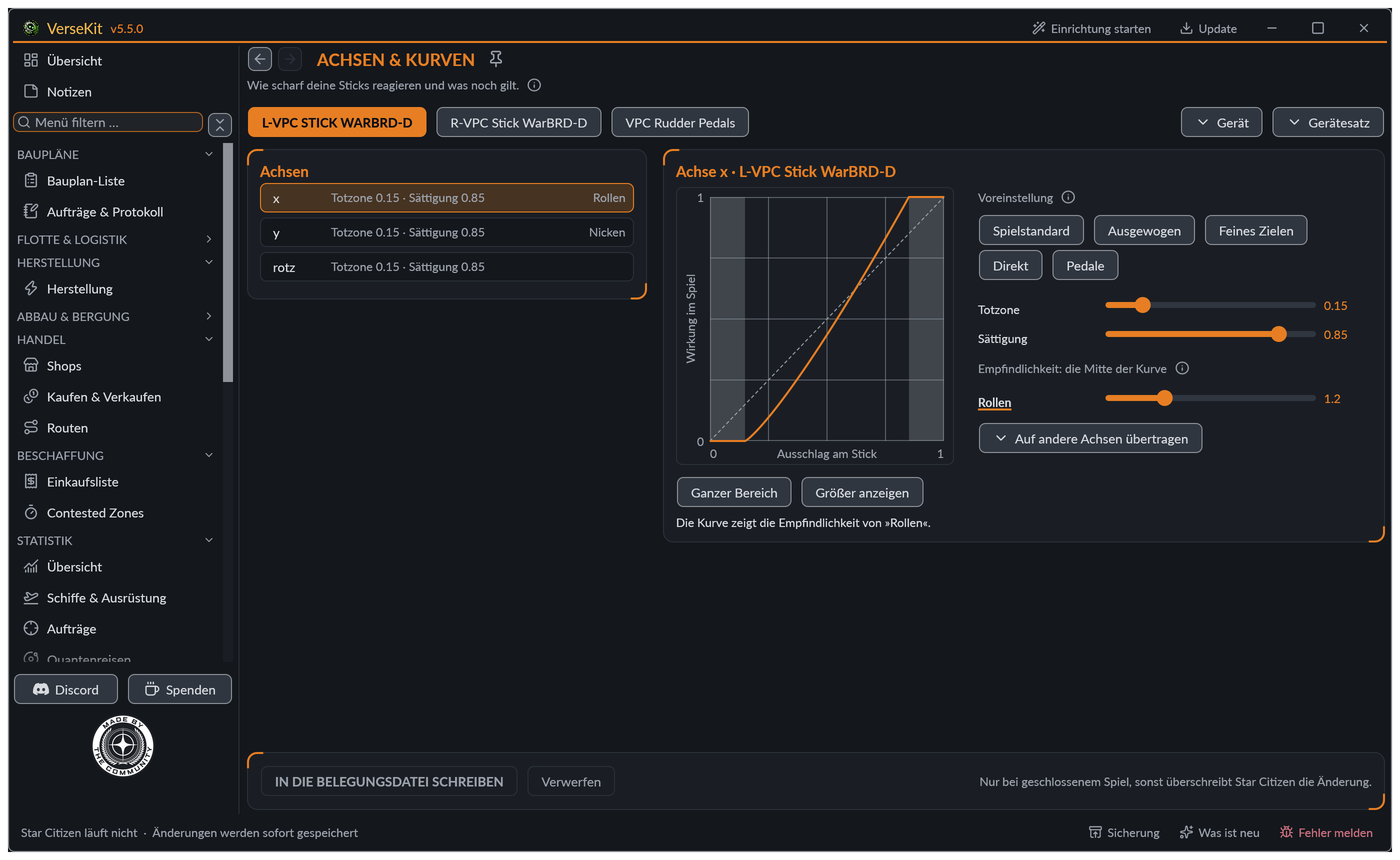 VerseKit v5.5.0
Einrichtung starten
Update
Übersicht
Notizen
Menü filtern ...
BAUPLÄNE
Bauplan-Liste
Aufträge & Protokoll
FLOTTE & LOGISTIK
HERSTELLUNG
Herstellung
ABBAU & BERGUNG
HANDEL
Shops
Kaufen & Verkaufen
Routen
BESCHAFFUNG
Einkaufsliste
Contested Zones
STATISTIK
Übersicht
Schiffe & Ausrüstung
Aufträge
Quantenreisen
Discord
Spenden
MADE BY
THE COMMUNITY
ACHSEN & KURVEN
Wie scharf deine Sticks reagieren und was noch gilt.
L-VPC STICK WARBRD-D
R-VPC Stick WarBRD-D
VPC Rudder Pedals
Gerät
Gerätesatz
Achsen
x Totzone 0.15 · Sättigung 0.85 Rollen
y Totzone 0.15 · Sättigung 0.85 Nicken
rotz Totzone 0.15 · Sättigung 0.85
Achse x · L-VPC Stick WarBRD-D
1
Wirkung im Spiel
0
0 Ausschlag am Stick 1
Ganzer Bereich
Größer anzeigen
Die Kurve zeigt die Empfindlichkeit von »Rollen«.
Voreinstellung
Spielstandard
Ausgewogen
Feines Zielen
Direkt
Pedale
Totzone 0.15
Sättigung 0.85
Empfindlichkeit: die Mitte der Kurve
Rollen 1.2
Auf andere Achsen übertragen
IN DIE BELEGUNGSDATEI SCHREIBEN
Verwerfen
Nur bei geschlossenem Spiel, sonst überschreibt Star Citizen die Änderung.
Star Citizen läuft nicht · Änderungen werden sofort gespeichert
Sicherung
Was ist neu
Fehler melden